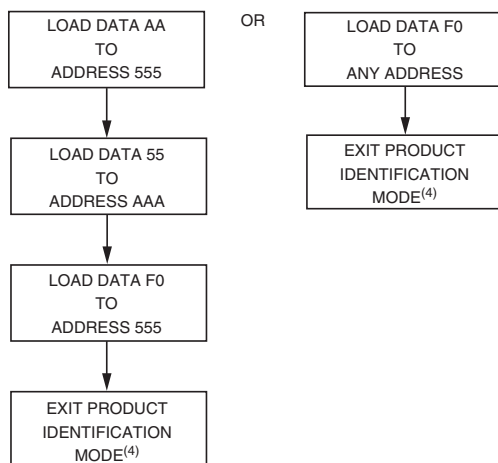 LOAD DATA AA
TO
ADDRESS 555
LOAD DATA 55
TO
ADDRESS AAA
LOAD DATA F0
TO
ADDRESS 555
EXIT PRODUCT
IDENTIFICATION
MODE(4)
OR
LOAD DATA F0
TO
ANY ADDRESS
EXIT PRODUCT
IDENTIFICATION
MODE(4)